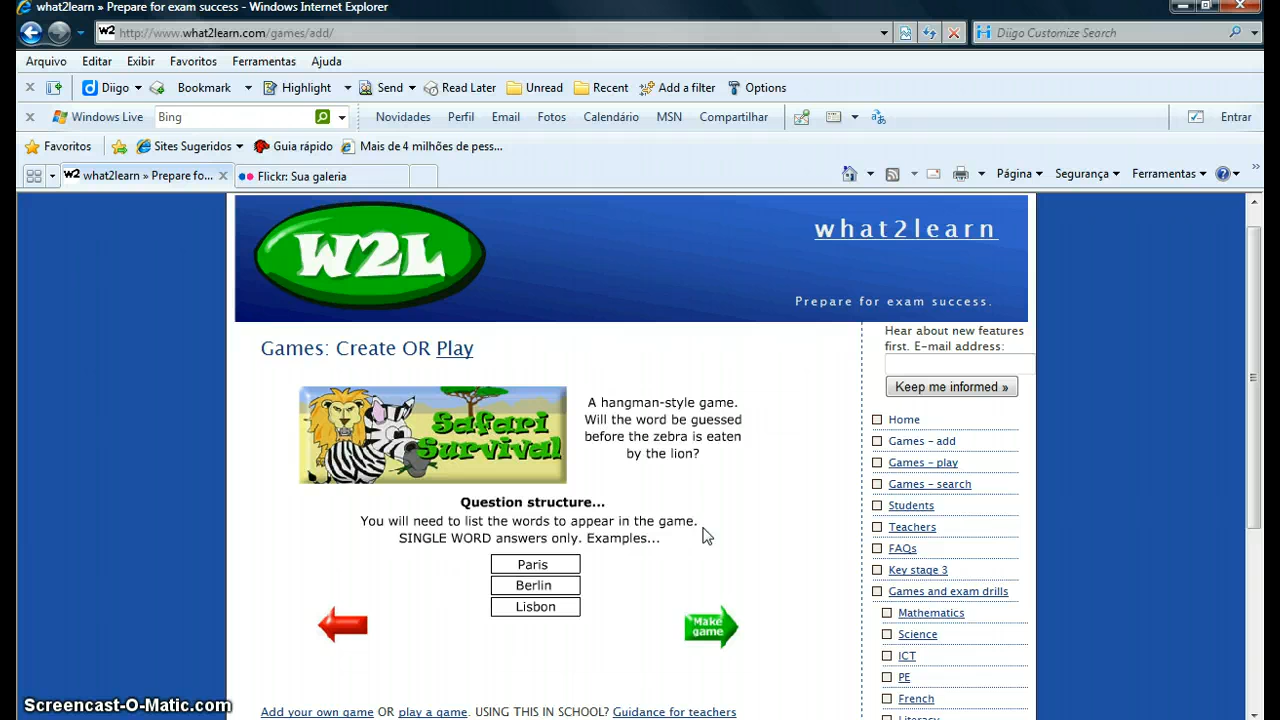 what2learn » Prepare for exam success - Windows Internet Explorer
W2 http://www.what2learn.com/games/add/
Diigo Customize Search
Arquivo Editar Exibir Favoritos Ferramentas Ajuda
Diigo Bookmark Highlight Send Read Later Unread Recent Add a filter Options
Windows Live Bing Novidades Perfil Email Fotos Calendário MSN Compartilhar Entrar
Favoritos Sites Sugeridos Guia rápido Mais de 4 milhões de pess...
W2 what2learn » Prepare fo... Flickr: Sua galeria Página Segurança Ferramentas
W2L
what2learn
Prepare for exam success.
Games: Create OR Play
Safari
Survival
A hangman-style game.
Will the word be guessed
before the zebra is eaten
by the lion?
Question structure...
You will need to list the words to appear in the game.
SINGLE WORD answers only. Examples...
Paris
Berlin
Lisbon
Make
game
Add your own game OR play a game. USING THIS IN SCHOOL? Guidance for teachers
Hear about new features
first. E-mail address:
Keep me informed »
Home
Games - add
Games - play
Games - search
Students
Teachers
FAQs
Key stage 3
Games and exam drills
Mathematics
Science
ICT
PE
French
Literacy
Screencast-O-Matic.com